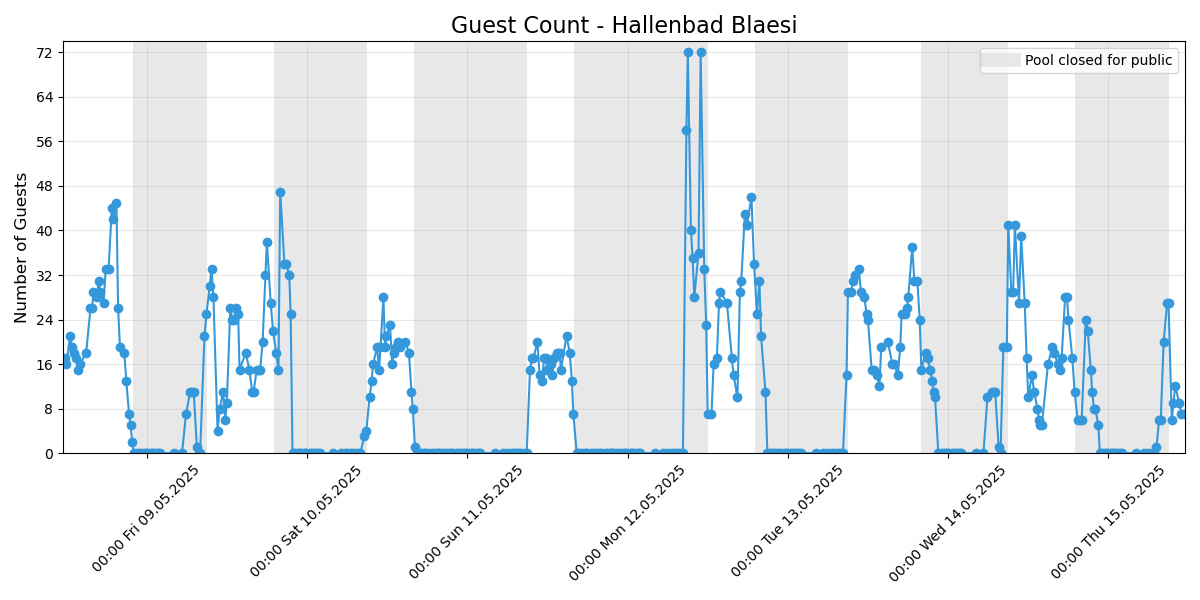 Guest Count - Hallenbad Blaesi
Pool closed for public
Number of Guests
72
64
56
48
40
32
24
16
8
0
00:00 Fri 09.05.2025
00:00 Sat 10.05.2025
00:00 Sun 11.05.2025
00:00 Mon 12.05.2025
00:00 Tue 13.05.2025
00:00 Wed 14.05.2025
00:00 Thu 15.05.2025